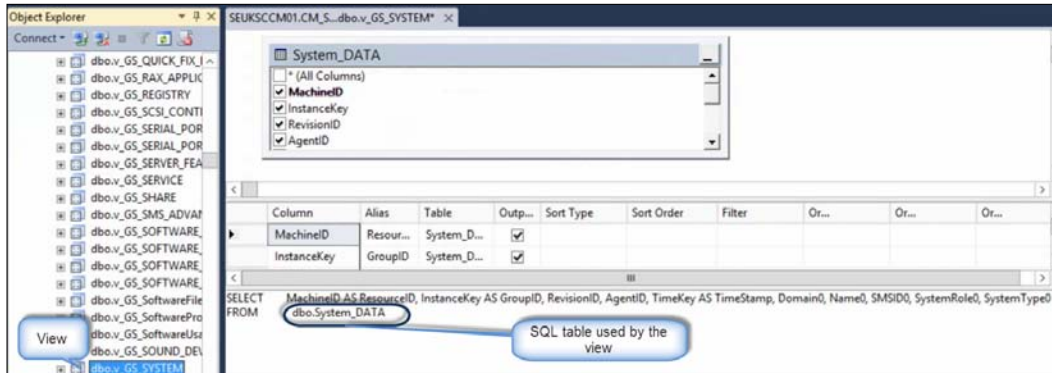 Object Explorer
Connect
dbo.v_GS_QUICK_FIX_
dbo.v_GS_RAX_APPLIC
dbo.v_GS_REGISTRY
dbo.v_GS_SCSI_CONTI
dbo.v_GS_SERIAL_POR
dbo.v_GS_SERIAL_POR
dbo.v_GS_SERVER_FEA
dbo.v_GS_SERVICE
dbo.v_GS_SHARE
dbo.v_GS_SMS_ADVAI
dbo.v_GS_SOFTWARE_
dbo.v_GS_SOFTWARE_
dbo.v_GS_SOFTWARE_
dbo.v_GS_SOFTWARE_
dbo.v_GS_SoftwareFile
dbo.v_GS_SoftwarePro
dbo.v_GS_SoftwareUsa
dbo.v_GS_SOUND_DEV
dbo.v_GS_SYSTEM
View
SEUKSCCM01.CM_S...dbo.v_GS_SYSTEM*
System_DATA
* (All Columns)
MachineID
InstanceKey
RevisionID
AgentID
Column Alias Table Outp... Sort Type Sort Order Filter Or... Or... Or...
MachineID Resour... System_D...
InstanceKey GroupID System_D...
SELECT MachineID AS ResourceID, InstanceKey AS GroupID, RevisionID, AgentID, TimeKey AS TimeStamp, Domain0, Name0, SMSID0, SystemRole0, SystemType0
FROM dbo.System_DATA
SQL table used by the
view